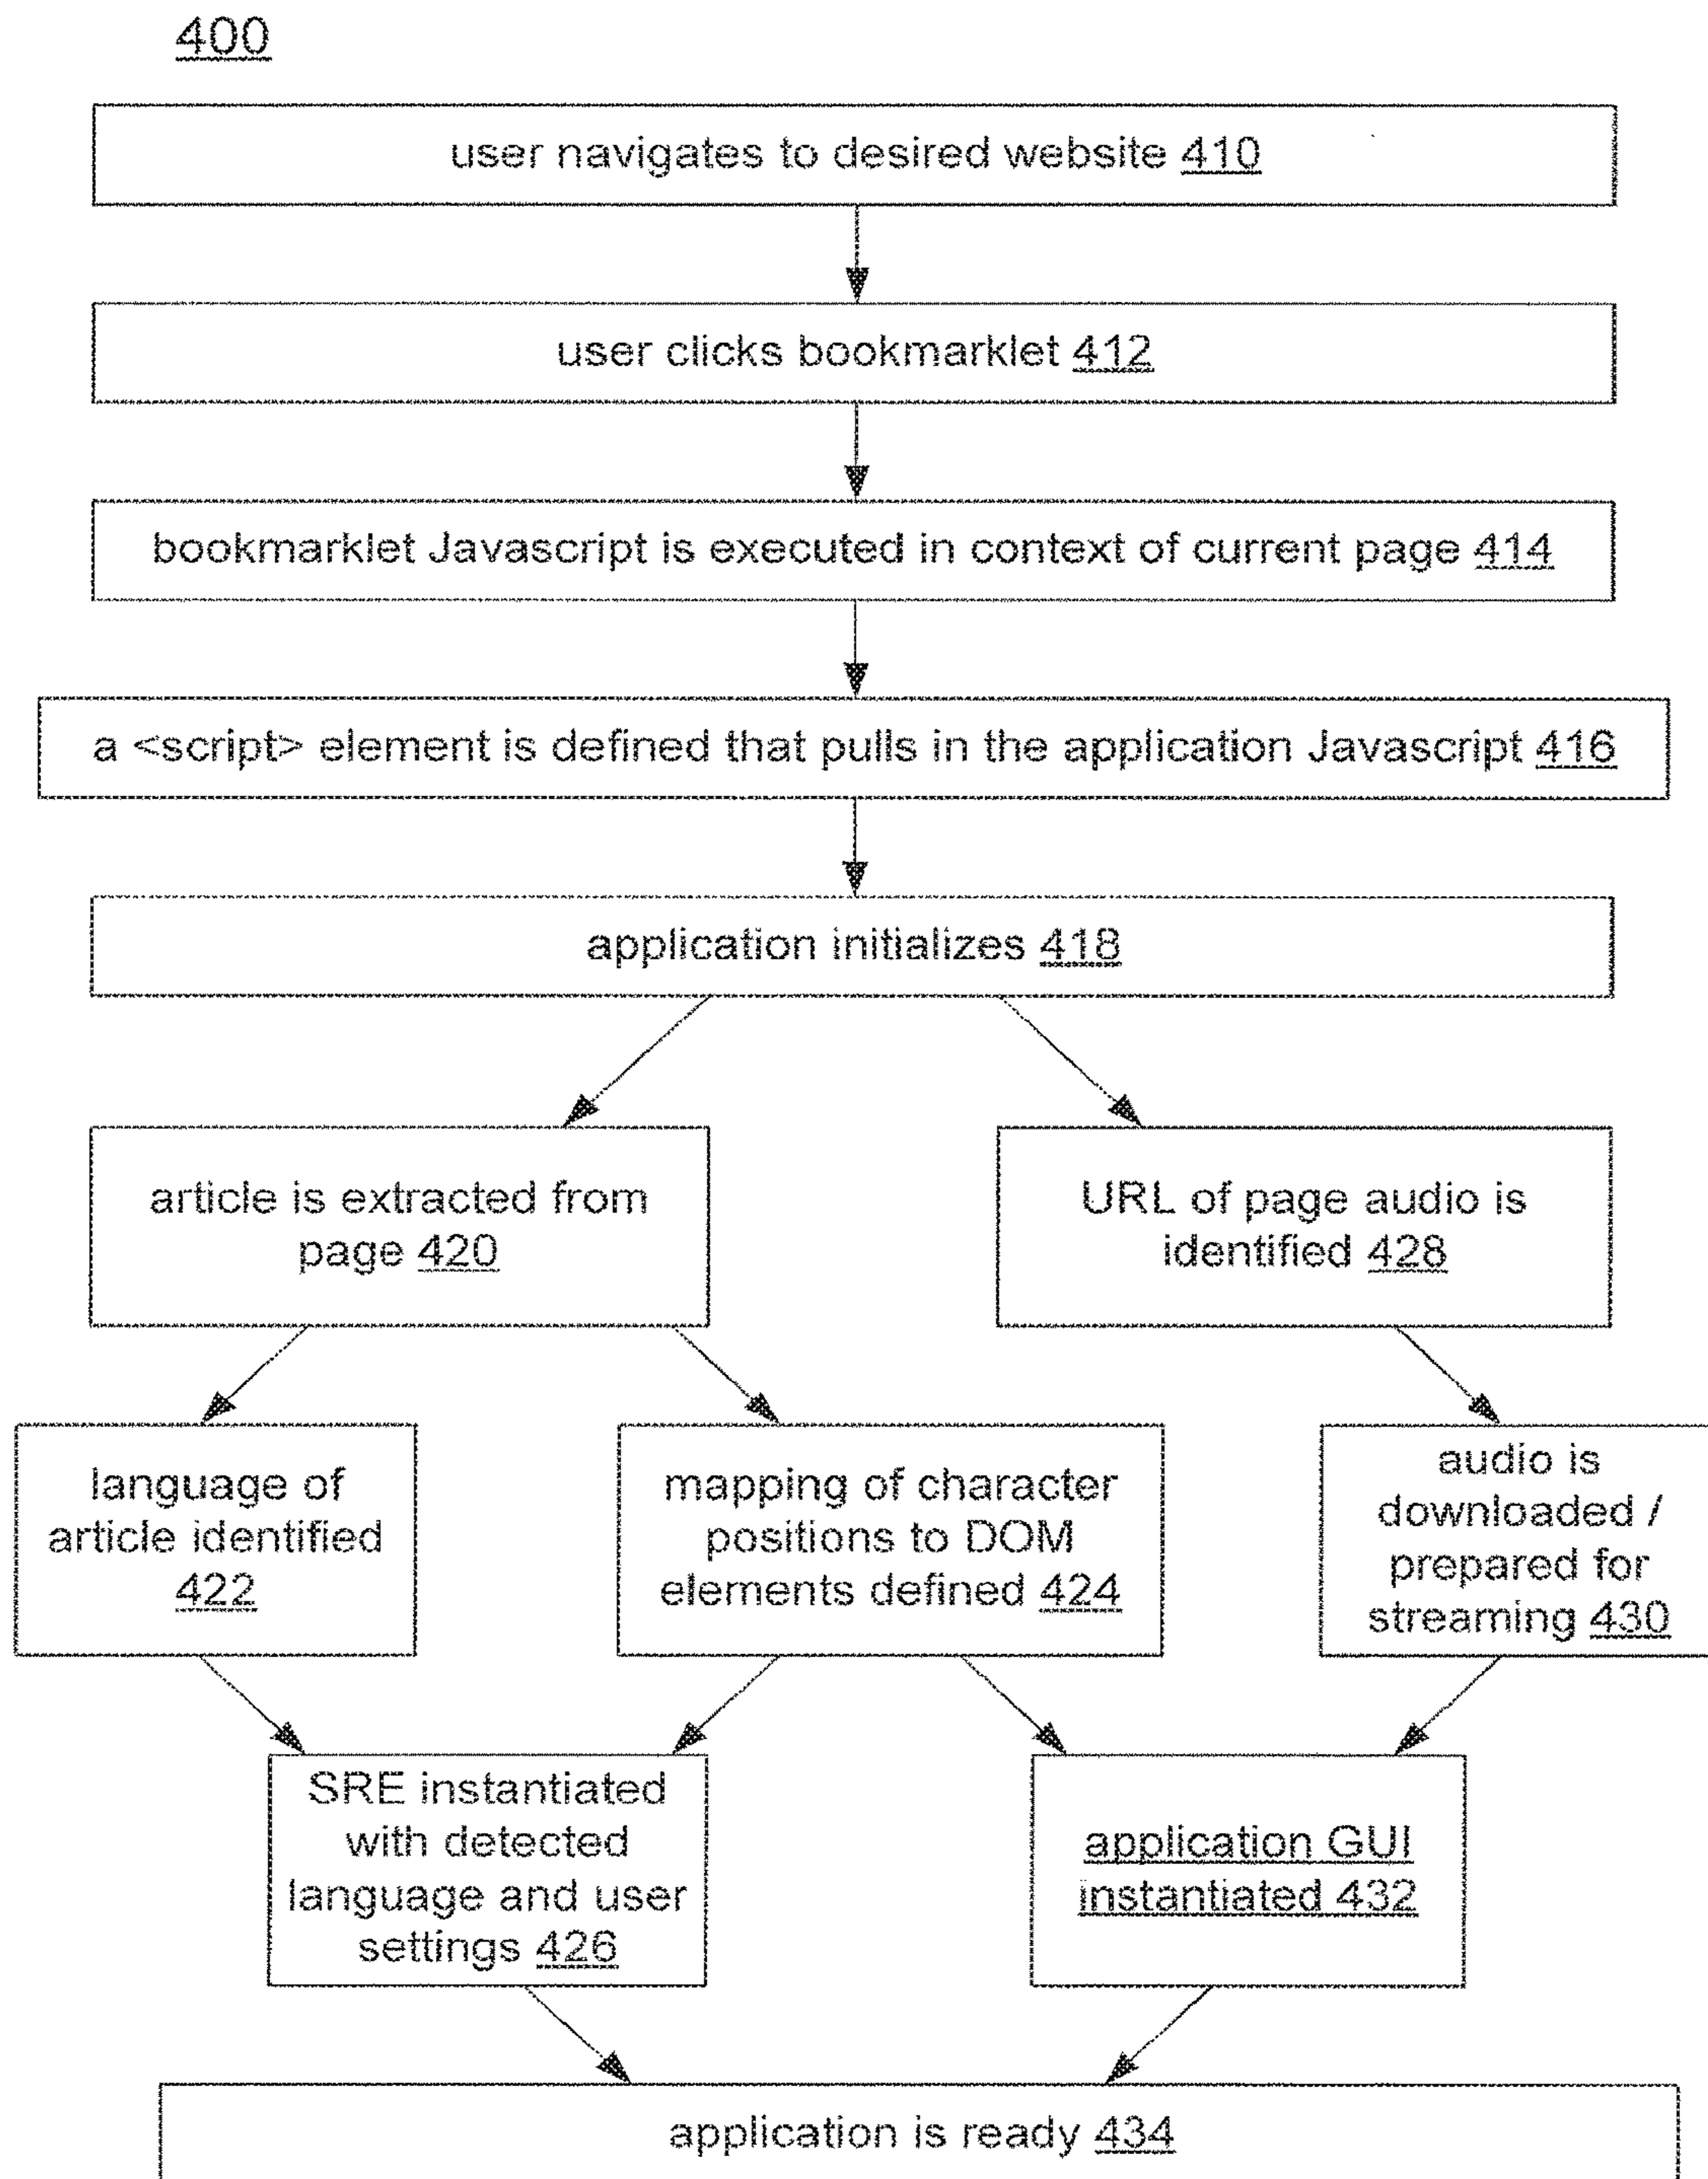 400
user navigates to desired website 410
user clicks bookmarklet 412
bookmarklet Javascript is executed in context of current page 414
a <script> element is defined that pulls in the application Javascript 416
application initializes 418
article is extracted from
page 420
URL of page audio is
identified 428
language of
article identified
422
mapping of character
positions to DOM
elements defined 424
audio is
downloaded /
prepared for
streaming 430
SRE instantiated
with detected
language and user
settings 426
application GUI
instantiated 432
application is ready 434